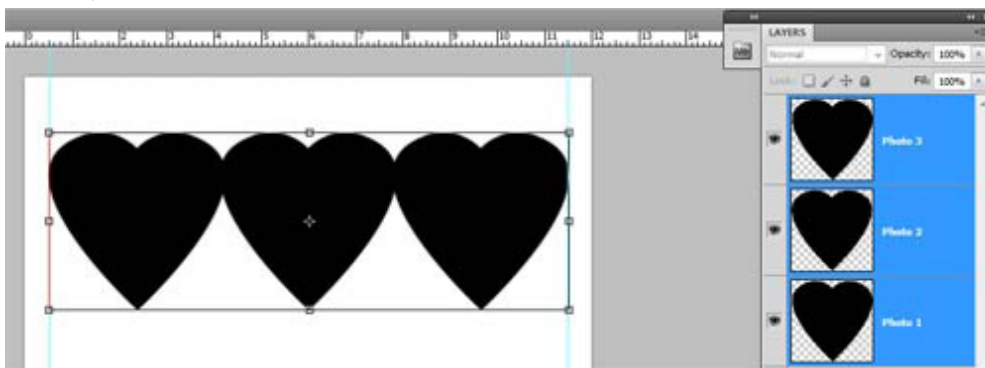 0 1 2 3 4 5 6 7 8 9 10 11 12 13 14
LAYERS
Normal Opacity: 100%
Lock: Fill: 100%
Photo 3
Photo 2
Photo 1